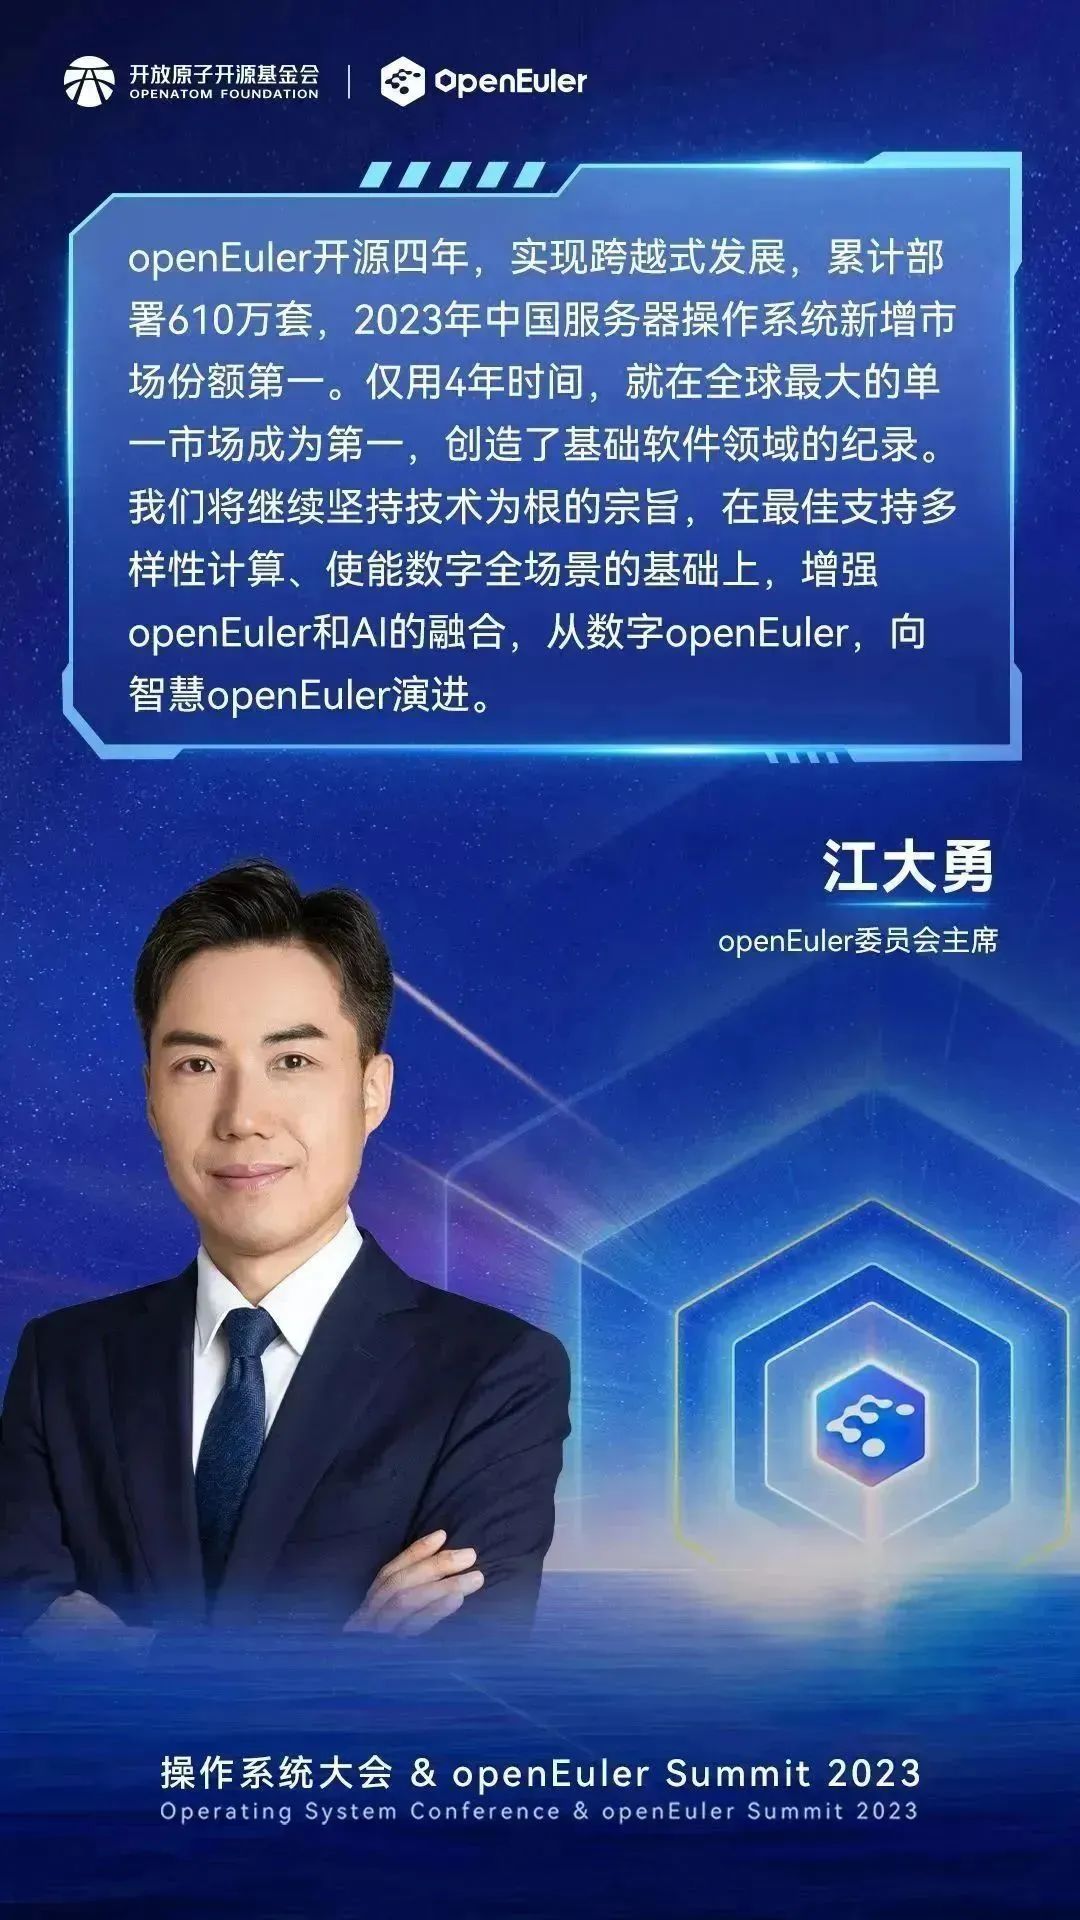 开放原子开源基金会
OPENATOM FOUNDATION
OpenEuler
openEuler开源四年，实现跨越式发展，累计部
署610万套，2023年中国服务器操作系统新增市
场份额第一。仅用4年时间，就在全球最大的单
一市场成为第一，创造了基础软件领域的纪录。
我们将继续坚持技术为根的宗旨，在最佳支持多
样性计算、使能数字全场景的基础上，增强
openEuler和AI的融合，从数字openEuler，向
智慧openEuler演进。
江大勇
openEuler委员会主席
操作系统大会 & openEuler Summit 2023
Operating System Conference & openEuler Summit 2023